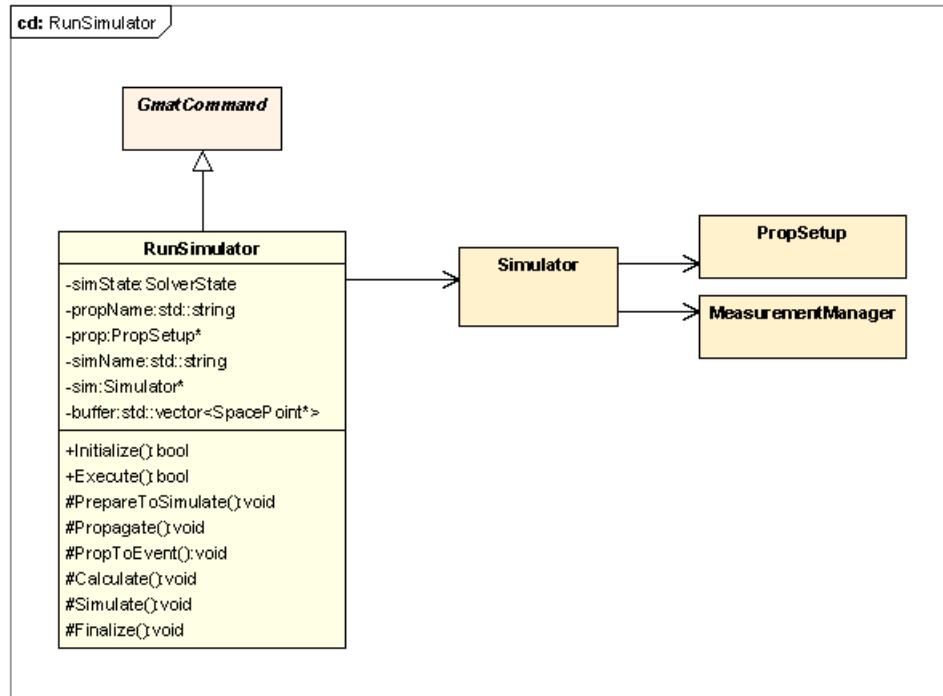 cd: RunSimulator
GmatCommand
RunSimulator
-simState:SolverState
-propName:std::string
-prop:PropSetup*
-simName:std::string
-sim:Simulator*
-buffer:std::vector<SpacePoint*>
+Initialize():bool
+Execute():bool
#PrepareToSimulate():void
#Propagate():void
#PropToEvent():void
#Calculate():void
#Simulate():void
#Finalize():void
Simulator
PropSetup
MeasurementManager